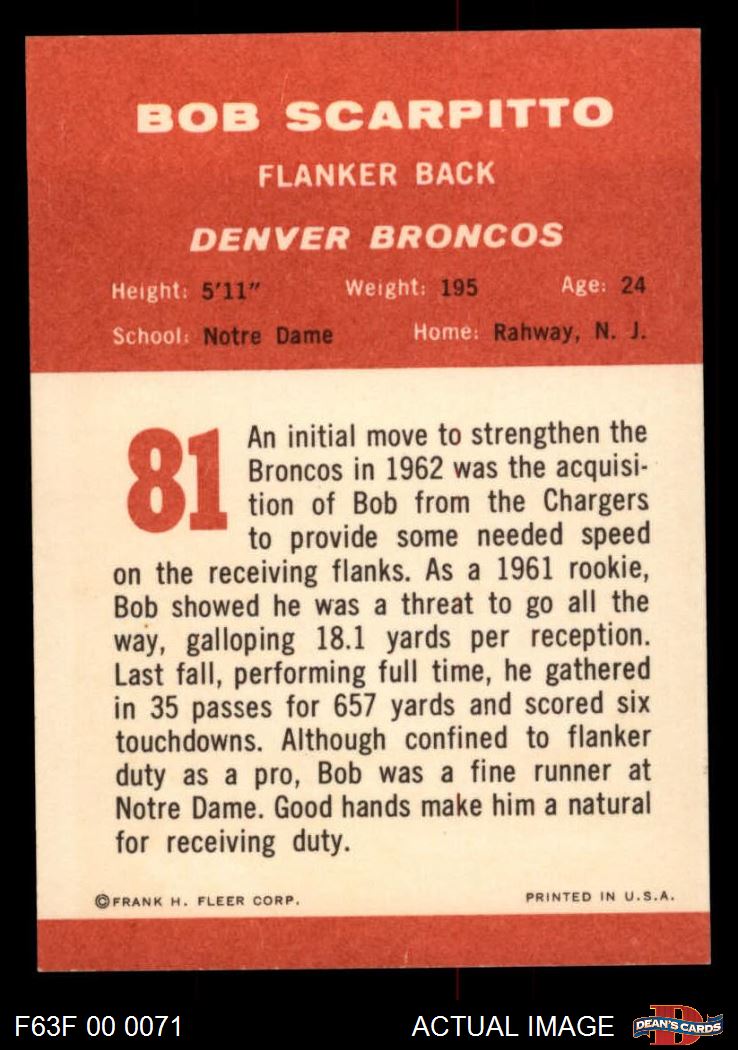 BOB SCARPITTO
FLANKER BACK
DENVER BRONCOS
Height: 5'11" Weight: 195 Age: 24
School: Notre Dame Home: Rahway, N. J.
81
An initial move to strengthen the
Broncos in 1962 was the acquisi-
tion of Bob from the Chargers
to provide some needed speed
on the receiving flanks. As a 1961 rookie,
Bob showed he was a threat to go all the
way, galloping 18.1 yards per reception.
Last fall, performing full time, he gathered
in 35 passes for 657 yards and scored six
touchdowns. Although confined to flanker
duty as a pro, Bob was a fine runner at
Notre Dame. Good hands make him a natural
for receiving duty.
©FRANK H. FLEER CORP. PRINTED IN U.S.A.
F63F 00 0071 ACTUAL IMAGE D DEAN'S CARDS